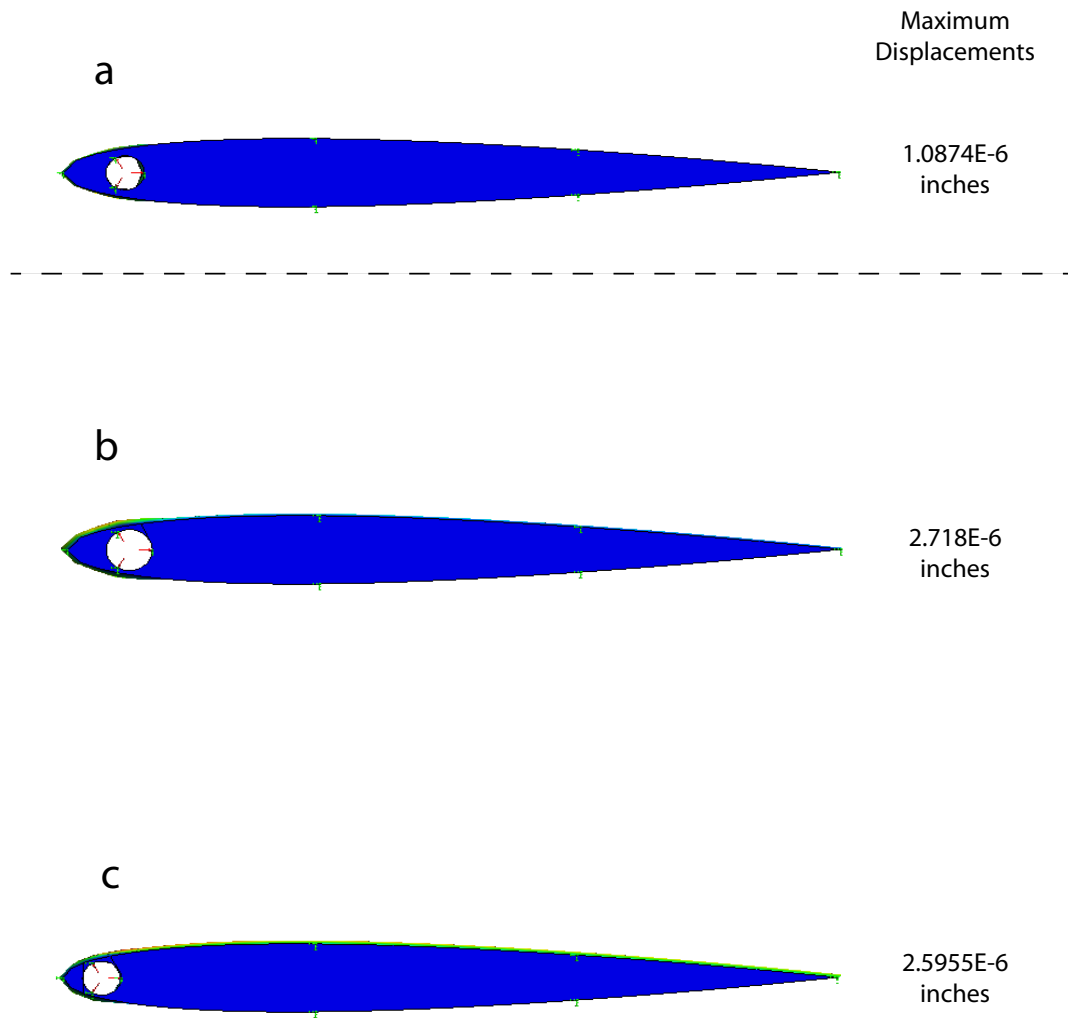 Maximum
Displacements
a
1.0874E-6
inches
b
2.718E-6
inches
c
2.5955E-6
inches